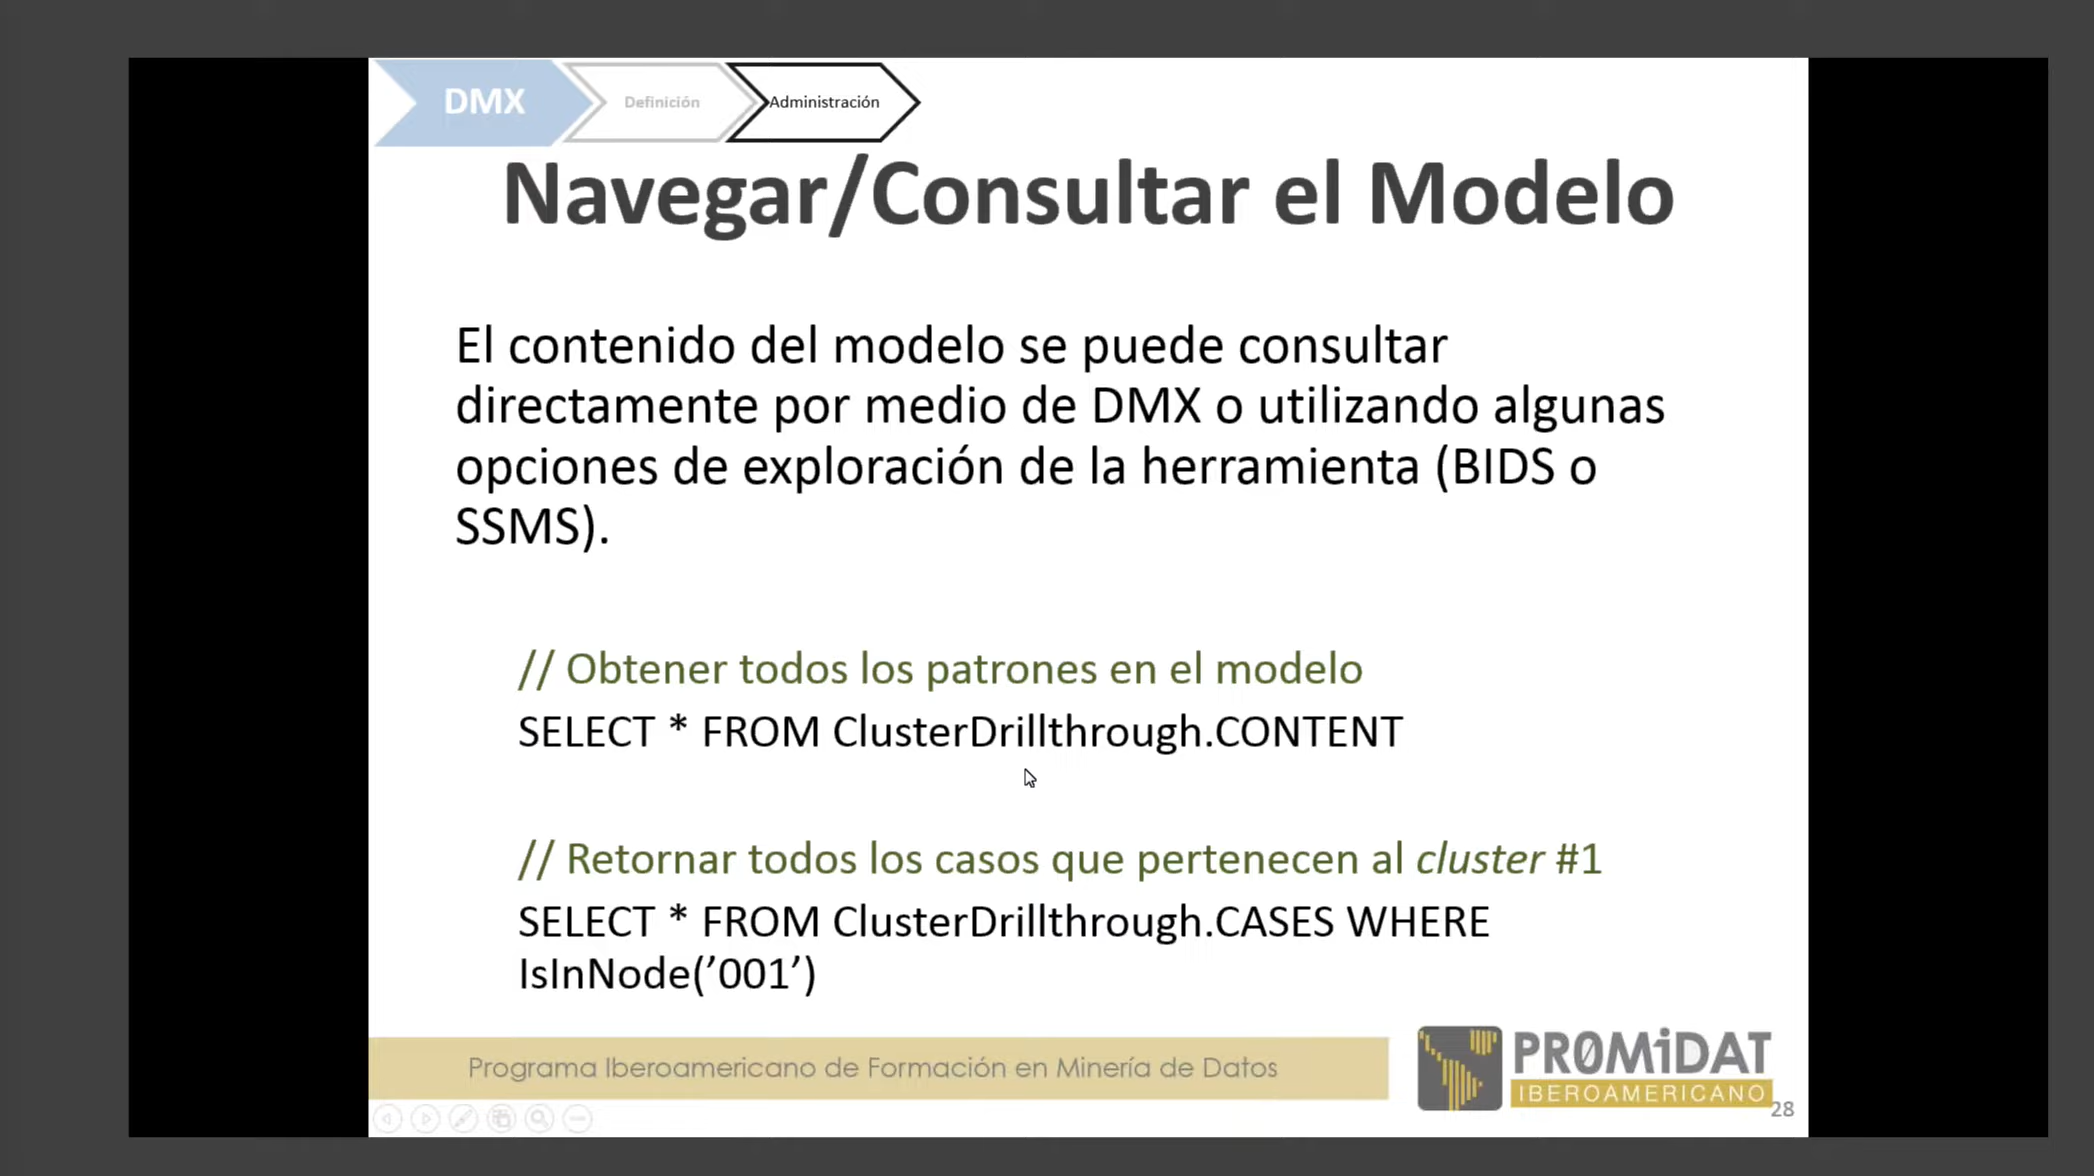 DMX
Definición
Administración
Navegar/Consultar el Modelo
El contenido del modelo se puede consultar
directamente por medio de DMX o utilizando algunas
opciones de exploración de la herramienta (BIDS o
SSMS).
// Obtener todos los patrones en el modelo
SELECT * FROM ClusterDrillthrough.CONTENT
// Retornar todos los casos que pertenecen al cluster #1
SELECT * FROM ClusterDrillthrough.CASES WHERE
IsInNode(’001’)
Programa Iberoamericano de Formación en Minería de Datos
PR0MiDAT
IBEROAMERICANO
28